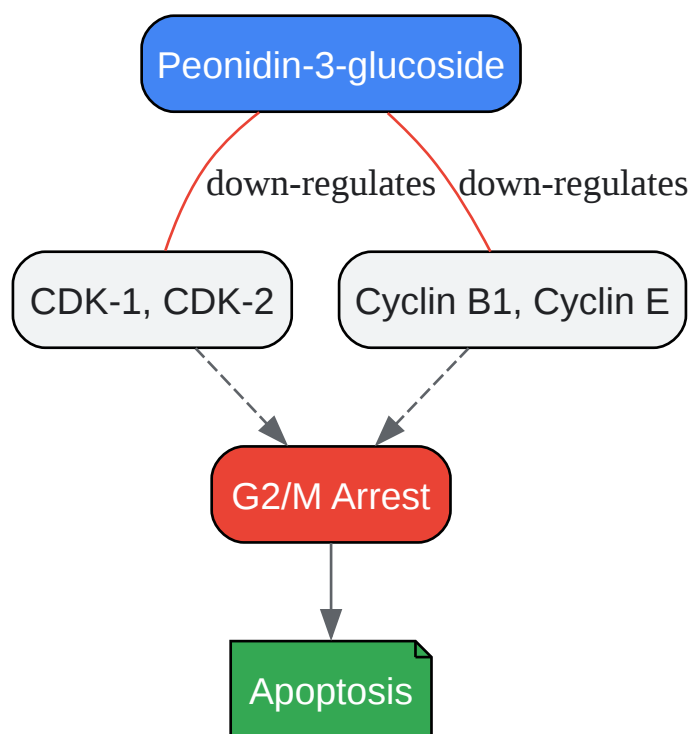 Peonidin-3-glucoside
down-regulates down-regulates
CDK-1, CDK-2
Cyclin B1, Cyclin E
G2/M Arrest
Apoptosis